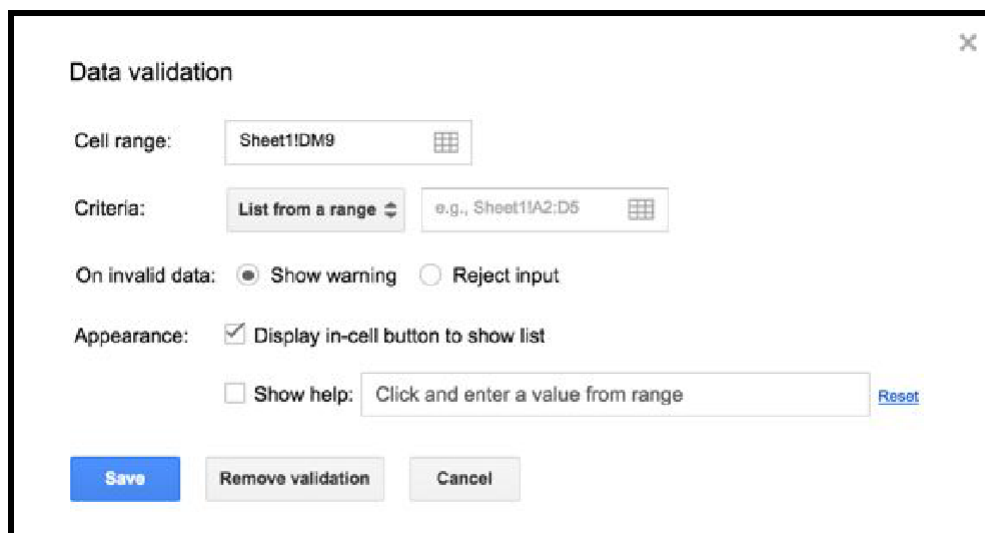 Data validation
Cell range: Sheet1!DM9
Criteria: List from a range e.g., Sheet1!A2:D5
On invalid data: Show warning Reject input
Appearance: Display in-cell button to show list
Show help: Click and enter a value from range Reset
Save Remove validation Cancel